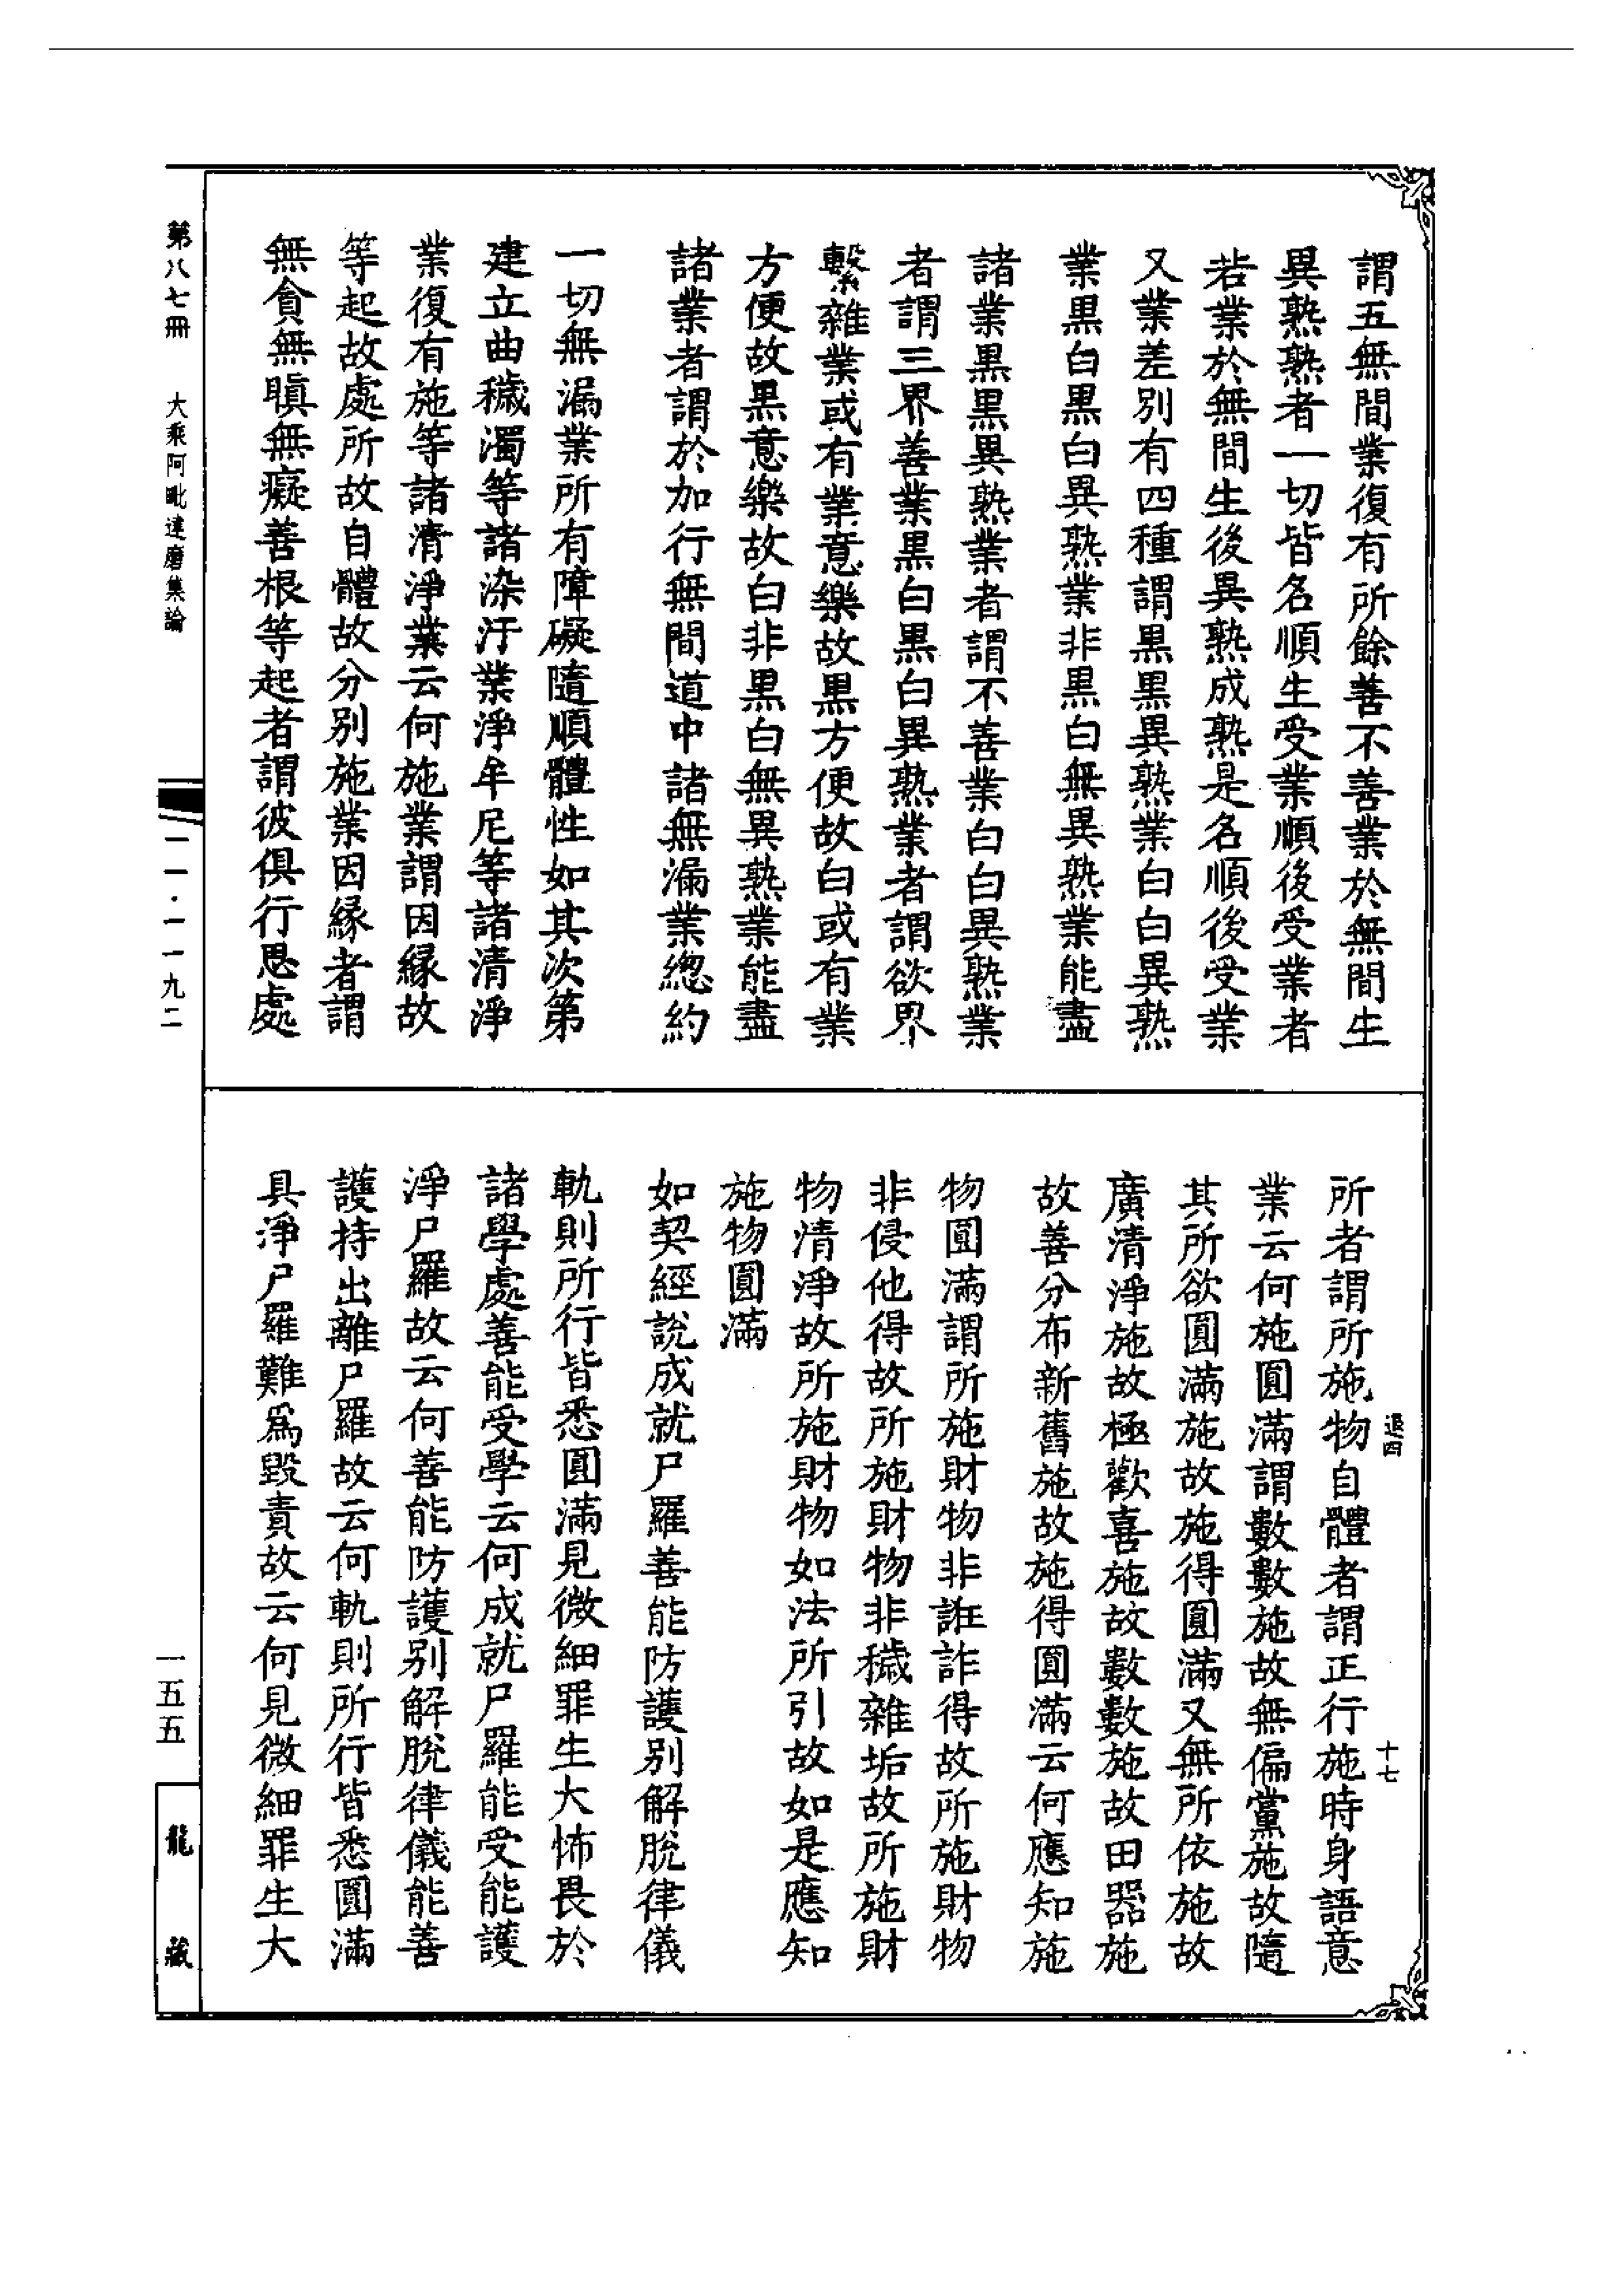 謂五無間業復有所餘善不善業於無間生
異熟熟者一切皆名順生受業順後受業者
若業於無間生後異熟成熟是名順後受業
又業差別有四種謂黑黑異熟業白白異熟
業黑白黑白異熟業非黑白無異熟業能盡
諸業黑黑異熟業者謂不善業白白異熟業
者謂三界善業黑白黑白異熟業者謂欲界
繫雜業或有業意樂故黑方便故白或有業
方便故黑意樂故白非黑白無異熟業能盡
諸業者謂於加行無間道中諸無漏業緫約
一切無漏業所有障礙隨順體性如其次第
建立曲穢濁等諸染汙業淨牟尼等諸清淨
業復有施等諸清淨業云何施業謂因緣故
等起故處所故自體故分別施業因緣者謂
無貪無瞋無癡善根等起者謂彼俱行思處
所者謂所施物自體者謂正行施時身語意
業云何施圓滿謂數數施故無偏黨施故隨
其所欲圓滿施故施得圓滿又無所依施故
廣清淨施故極歡喜施故數數施故田器施
故善分布新舊施故施得圓滿云何應知施
物圓滿謂所施財物非誑詐得故所施財物
非侵他得故所施財物非穢雜垢故所施財
物清淨故所施財物如法所引故如是應知
施物圓滿
如契經說成就尸羅善能防護別解脫律儀
軌則所行皆悉圓滿見微細罪生大怖畏於
諸學處善能受學云何成就尸羅能受能護
淨尸羅故云何善能防護別解脫律儀能善
護持出離尸羅故云何軌則所行皆悉圓滿
具淨尸羅難為毀責故云何見微細罪生大
退四
十七
第八七冊
大乘阿毗達磨集論
一一·一一九二
一五五
龍藏